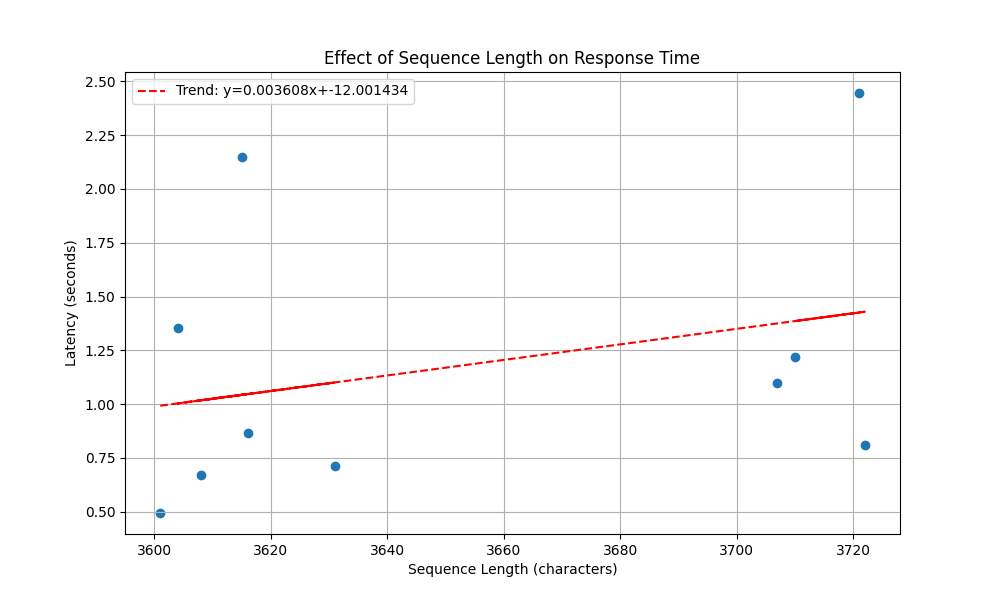 Effect of Sequence Length on Response Time
Trend: y=0.003608x+-12.001434
Latency (seconds)
2.50
2.25
2.00
1.75
1.50
1.25
1.00
0.75
0.50
3600 3620 3640 3660 3680 3700 3720
Sequence Length (characters)